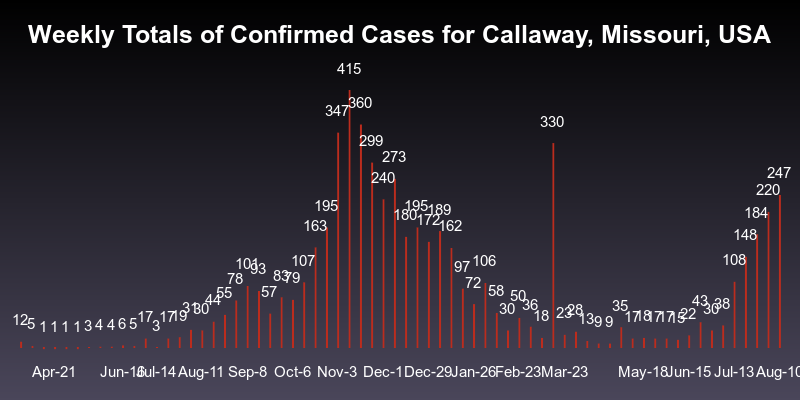 Weekly Totals of Confirmed Cases for Callaway, Missouri, USA
12 5 1 1 1 1 3 4 4 6 5 17 3 17 19 31 30 44 55 78 101 93 57 83 79 107 163 195 347 415 360 299 240 273 180 195 172 189 162 97 72 106 58 30 50 36 18 330 23 28 13 9 9 35 17 18 17 17 15 22 43 30 38 108 148 184 220 247
Apr-21 Jun-16 Jul-14 Aug-11 Sep-8 Oct-6 Nov-3 Dec-1 Dec-29 Jan-26 Feb-23 Mar-23 May-18 Jun-15 Jul-13 Aug-10